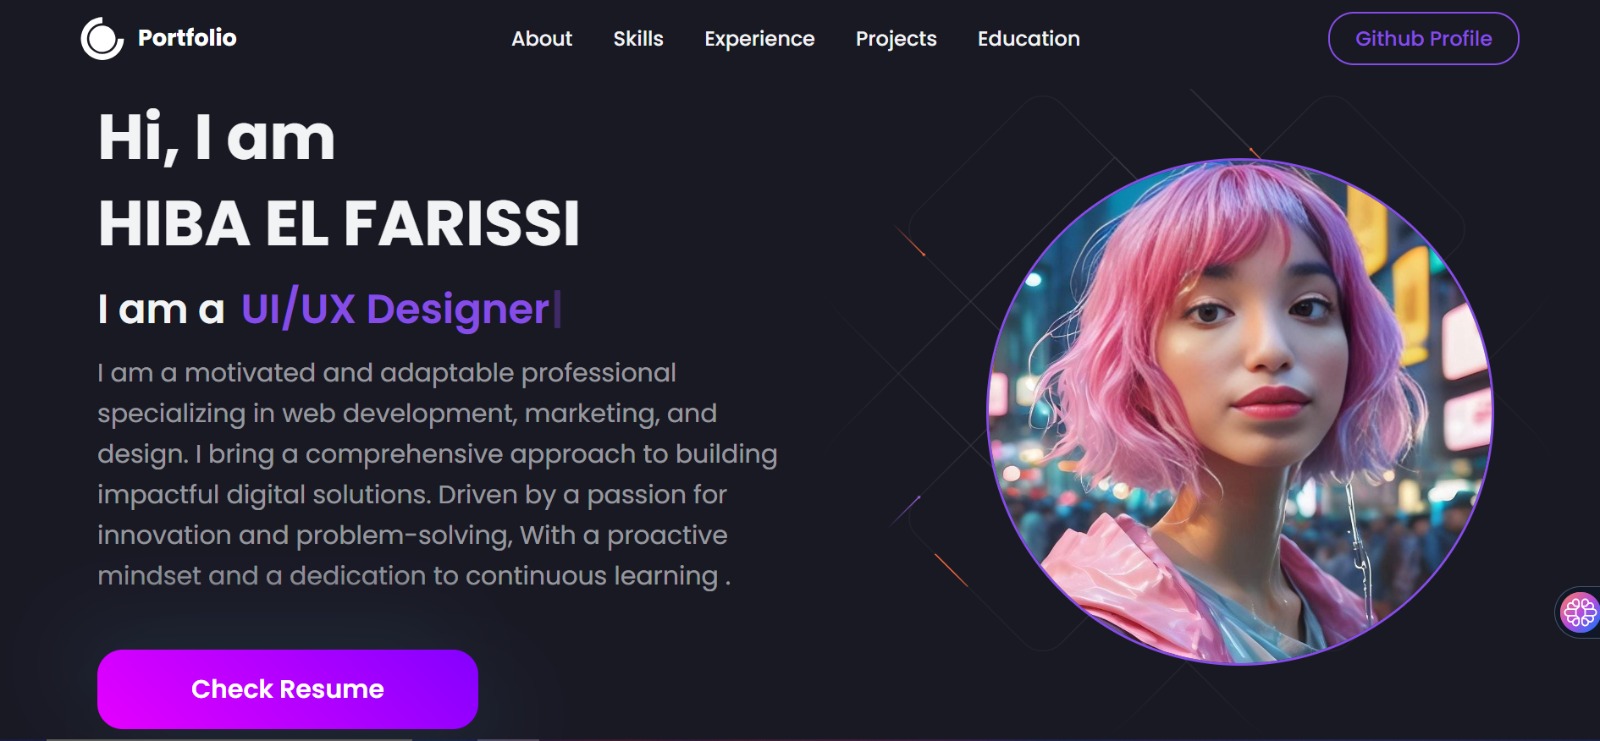 Portfolio
About
Skills
Experience
Projects
Education
Github Profile
Hi, I am
HIBA EL FARISSI
I am a UI/UX Designer|
I am a motivated and adaptable professional
specializing in web development, marketing, and
design. I bring a comprehensive approach to building
impactful digital solutions. Driven by a passion for
innovation and problem-solving, With a proactive
mindset and a dedication to continuous learning .
Check Resume